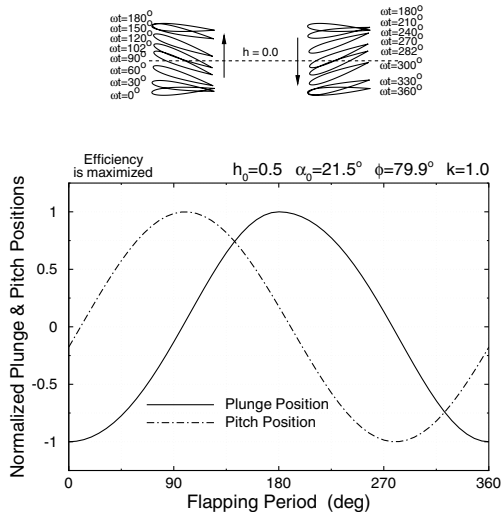 ωt=180°
ωt=150°
ωt=120°
ωt=102°
ωt=90°
ωt=60°
ωt=30°
ωt=0°
h = 0.0
ωt=180°
ωt=210°
ωt=240°
ωt=270
ωt=282
ωt=300°
ωt=330°
ωt=360°
Efficiency
is maximized
h₀=0.5 α₀=21.5° ϕ=79.9° k=1.0
Normalized Plunge & Pitch Positions
1
0.5
0
-0.5
-1
Plunge Position
Pitch Position
0 90 180 270 360
Flapping Period (deg)